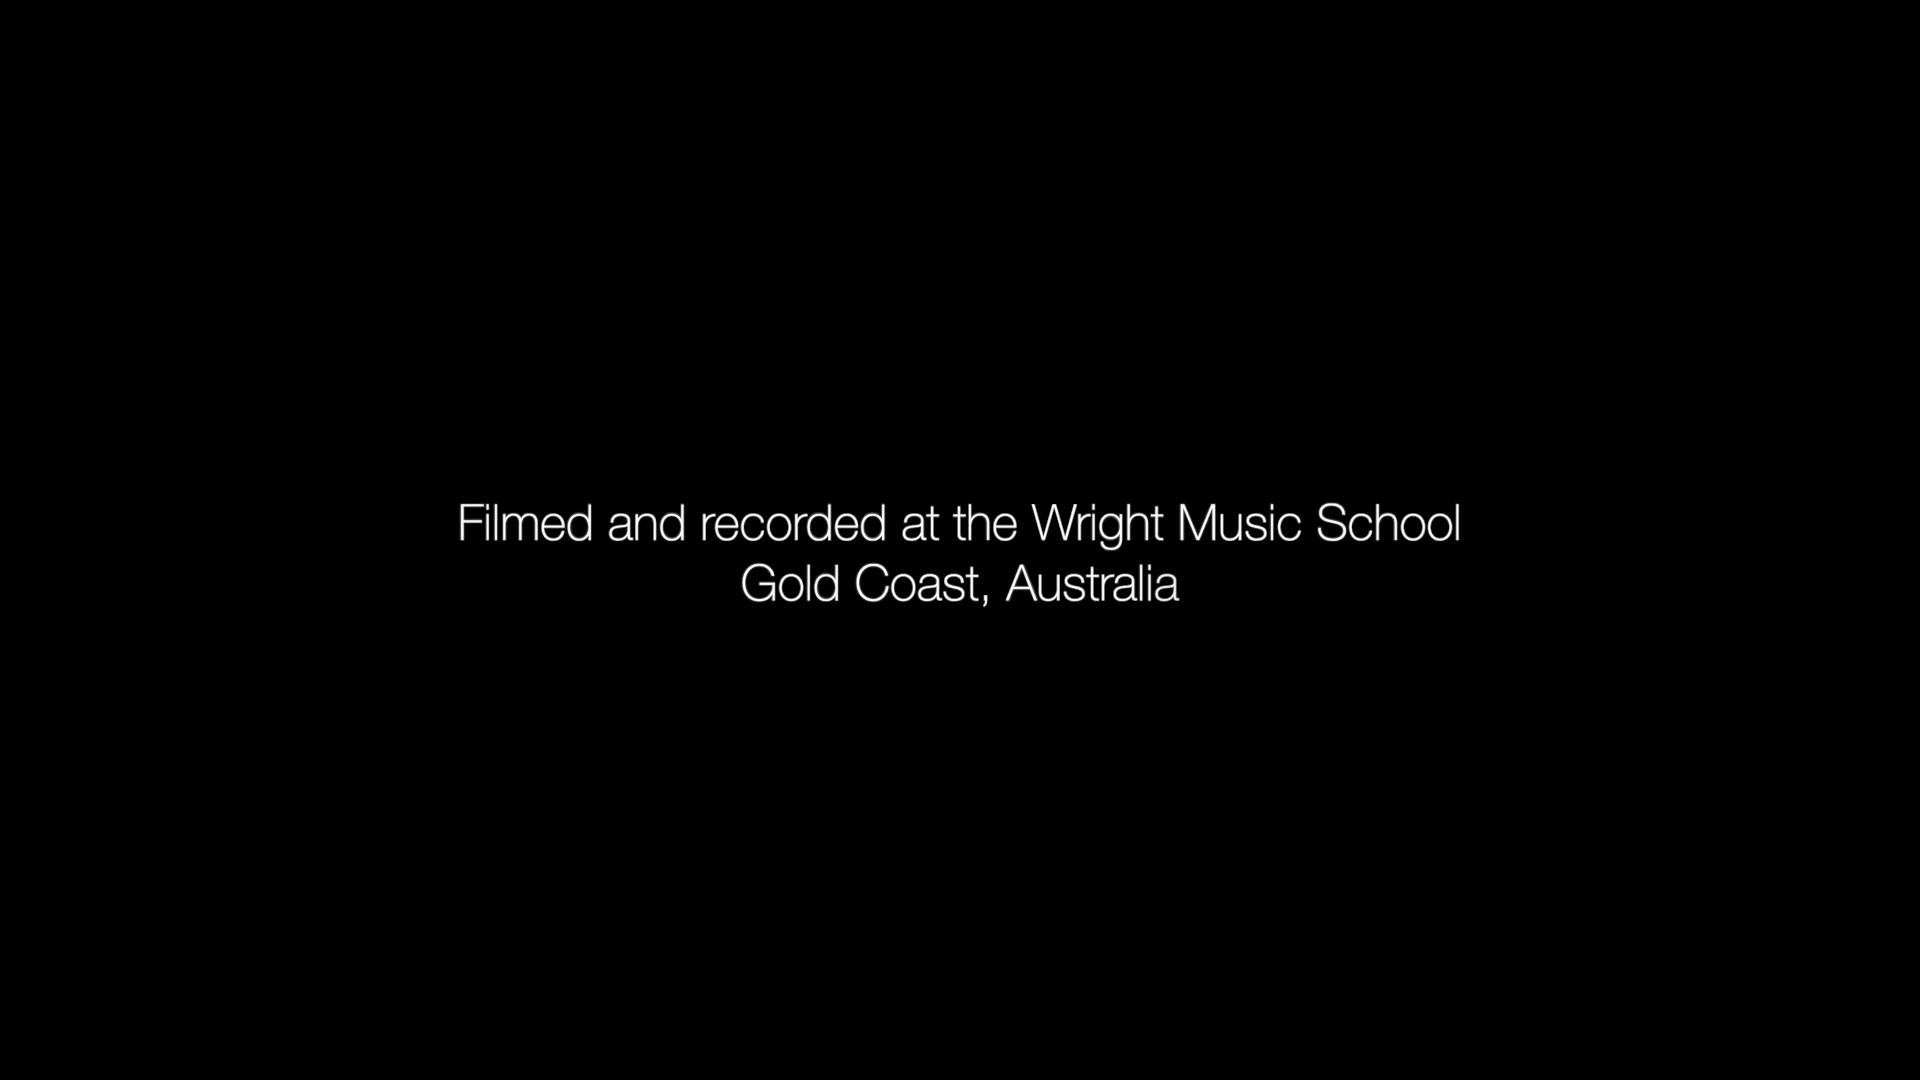 Filmed and recorded at the Wright Music School
Gold Coast, Australia